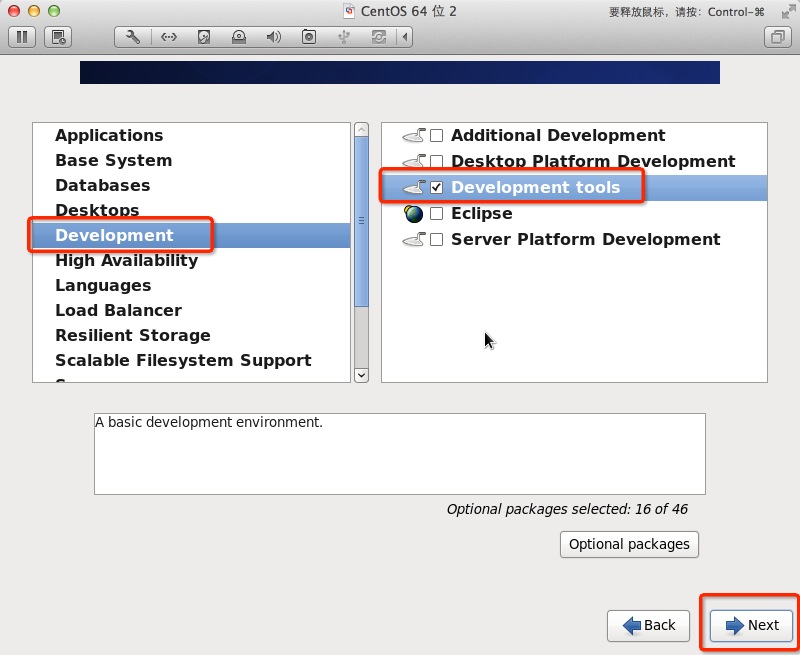 CentOS 64 位 2
要释放鼠标，请按：Control-⌘
Applications
Base System
Databases
Desktops
Development
High Availability
Languages
Load Balancer
Resilient Storage
Scalable Filesystem Support
Additional Development
Desktop Platform Development
Development tools
Eclipse
Server Platform Development
A basic development environment.
Optional packages selected: 16 of 46
Optional packages
Back
Next